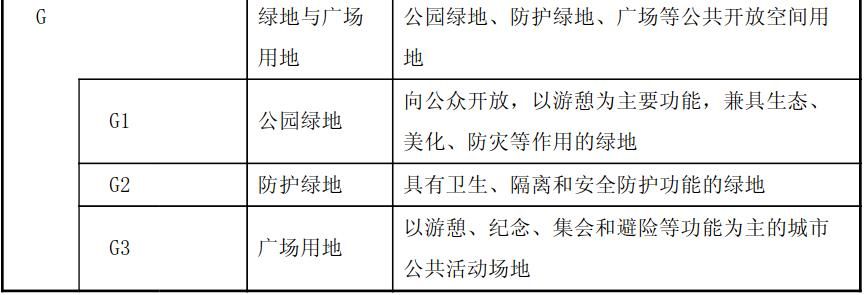 G 绿地与广场 公园绿地、防护绿地、广场等公共开放空间用
用地 地
G1 公园绿地 向公众开放，以游憩为主要功能，兼具生态、
美化、防灾等作用的绿地
G2 防护绿地 具有卫生、隔离和安全防护功能的绿地
G3 广场用地 以游憩、纪念、集会和避险等功能为主的城市
公共活动场地